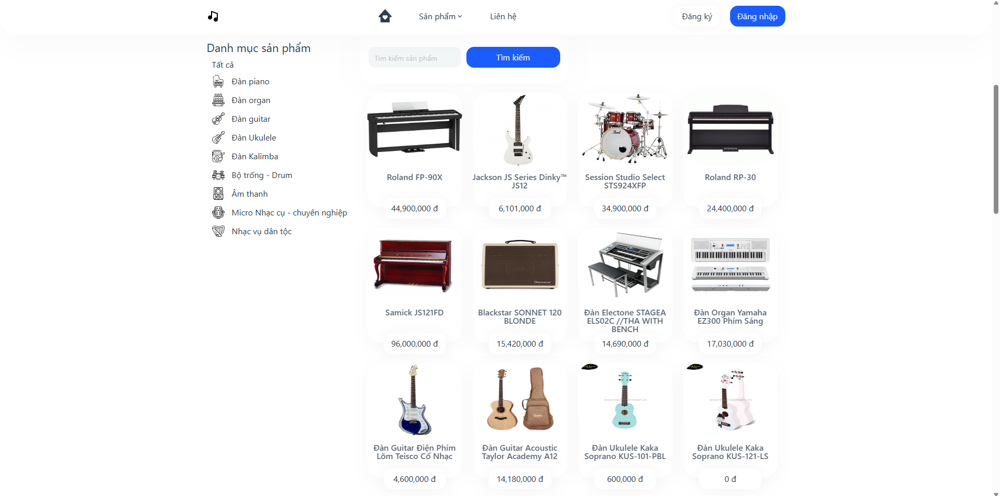 Sản phẩm
Liên hệ
Đăng ký
Đăng nhập
Danh mục sản phẩm
Tất cả
Đàn piano
Đàn organ
Đàn guitar
Đàn Ukulele
Đàn Kalimba
Bộ trống - Drum
Âm thanh
Micro Nhạc cụ - chuyên nghiệp
Nhạc vụ dân tộc
Tìm kiếm sản phẩm
Tìm kiếm
Roland FP-90X
44,900,000 đ
Jackson JS Series Dinky™
JS12
6,101,000 đ
Pearl
Session Studio Select
STS924XFP
34,900,000 đ
Roland RP-30
24,400,000 đ
Samick JS121FD
96,000,000 đ
Blackstar
Blackstar SONNET 120
BLONDE
15,420,000 đ
Đàn Electone STAGEA
ELS02C //THA WITH
BENCH
14,690,000 đ
Đàn Organ Yamaha
EZ300 Phím Sáng
17,030,000 đ
Đàn Guitar Điện Phím
Lõm Teisco Cổ Nhạc
4,600,000 đ
Taylor
Đàn Guitar Acoustic
Taylor Academy A12
14,180,000 đ
Đàn Ukulele Kaka
Soprano KUS-101-PBL
600,000 đ
Đàn Ukulele Kaka
Soprano KUS-121-LS
0 đ